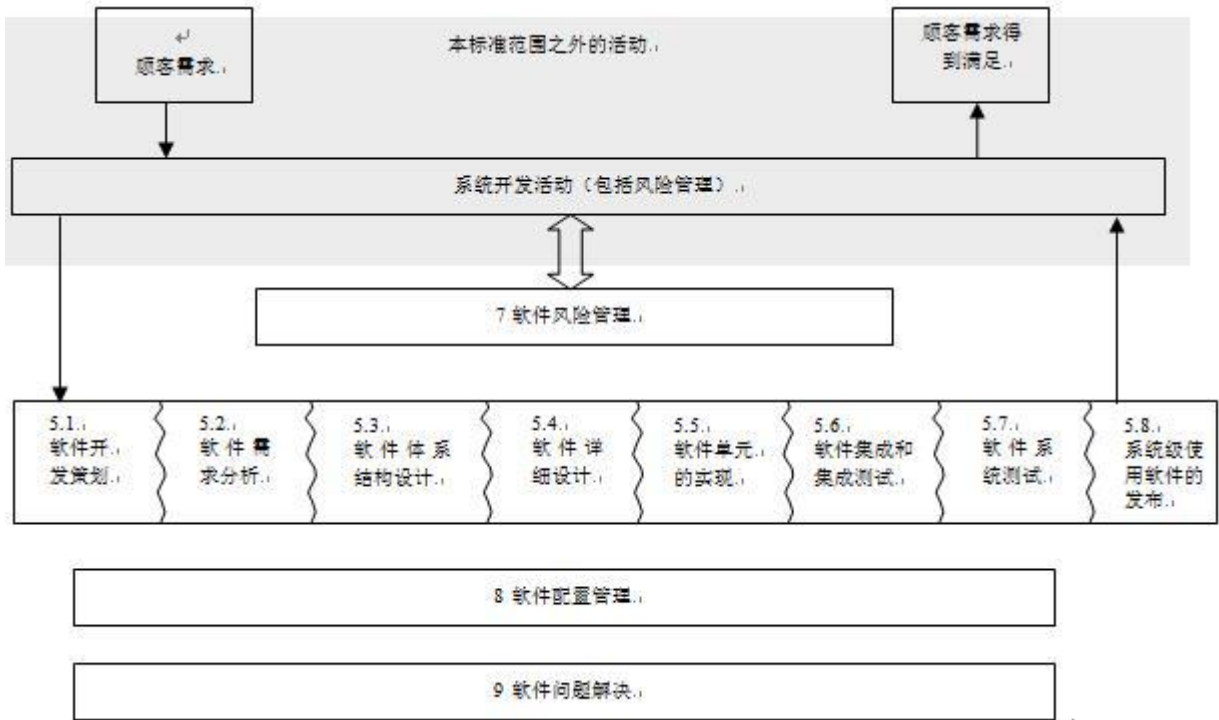 顾客需求
本标准范围之外的活动
顾客需求得
到满足
系统开发活动（包括风险管理）
7 软件风险管理
5.1
软件开
发策划
5.2
软件需
求分析
5.3
软件体系
结构设计
5.4
软件详
细设计
5.5
软件单元
的实现
5.6
软件集成和
集成测试
5.7
软件系
统测试
5.8
系统级使
用软件的
发布
8 软件配置管理
9 软件问题解决